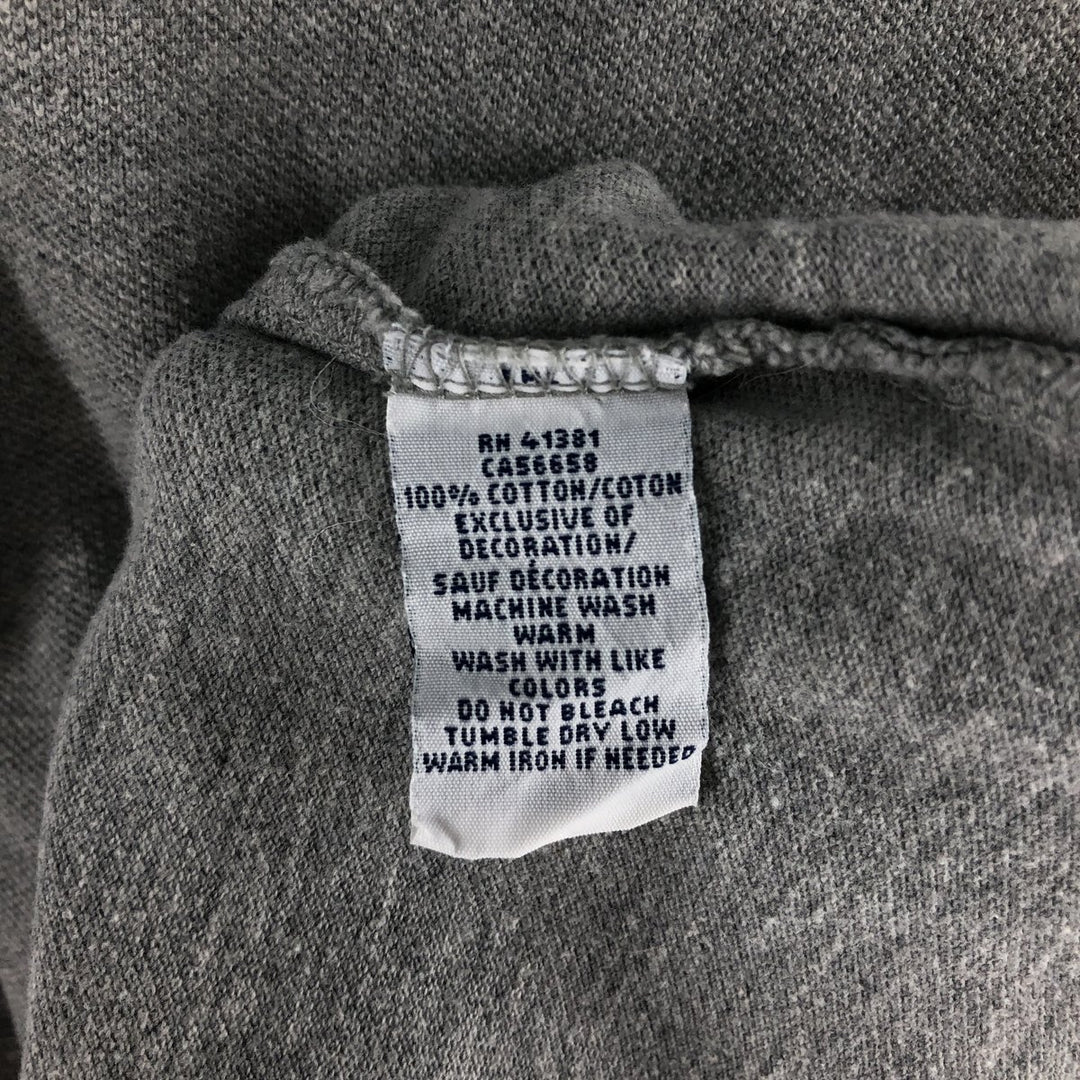 RN 41381
CA56658
100% COTTON/COTON
EXCLUSIVE OF
DECORATION/
SAUF DÉCORATION
MACHINE WASH
WARM
WASH WITH LIKE
COLORS
DO NOT BLEACH
TUMBLE DRY LOW
WARM IRON IF NEEDED